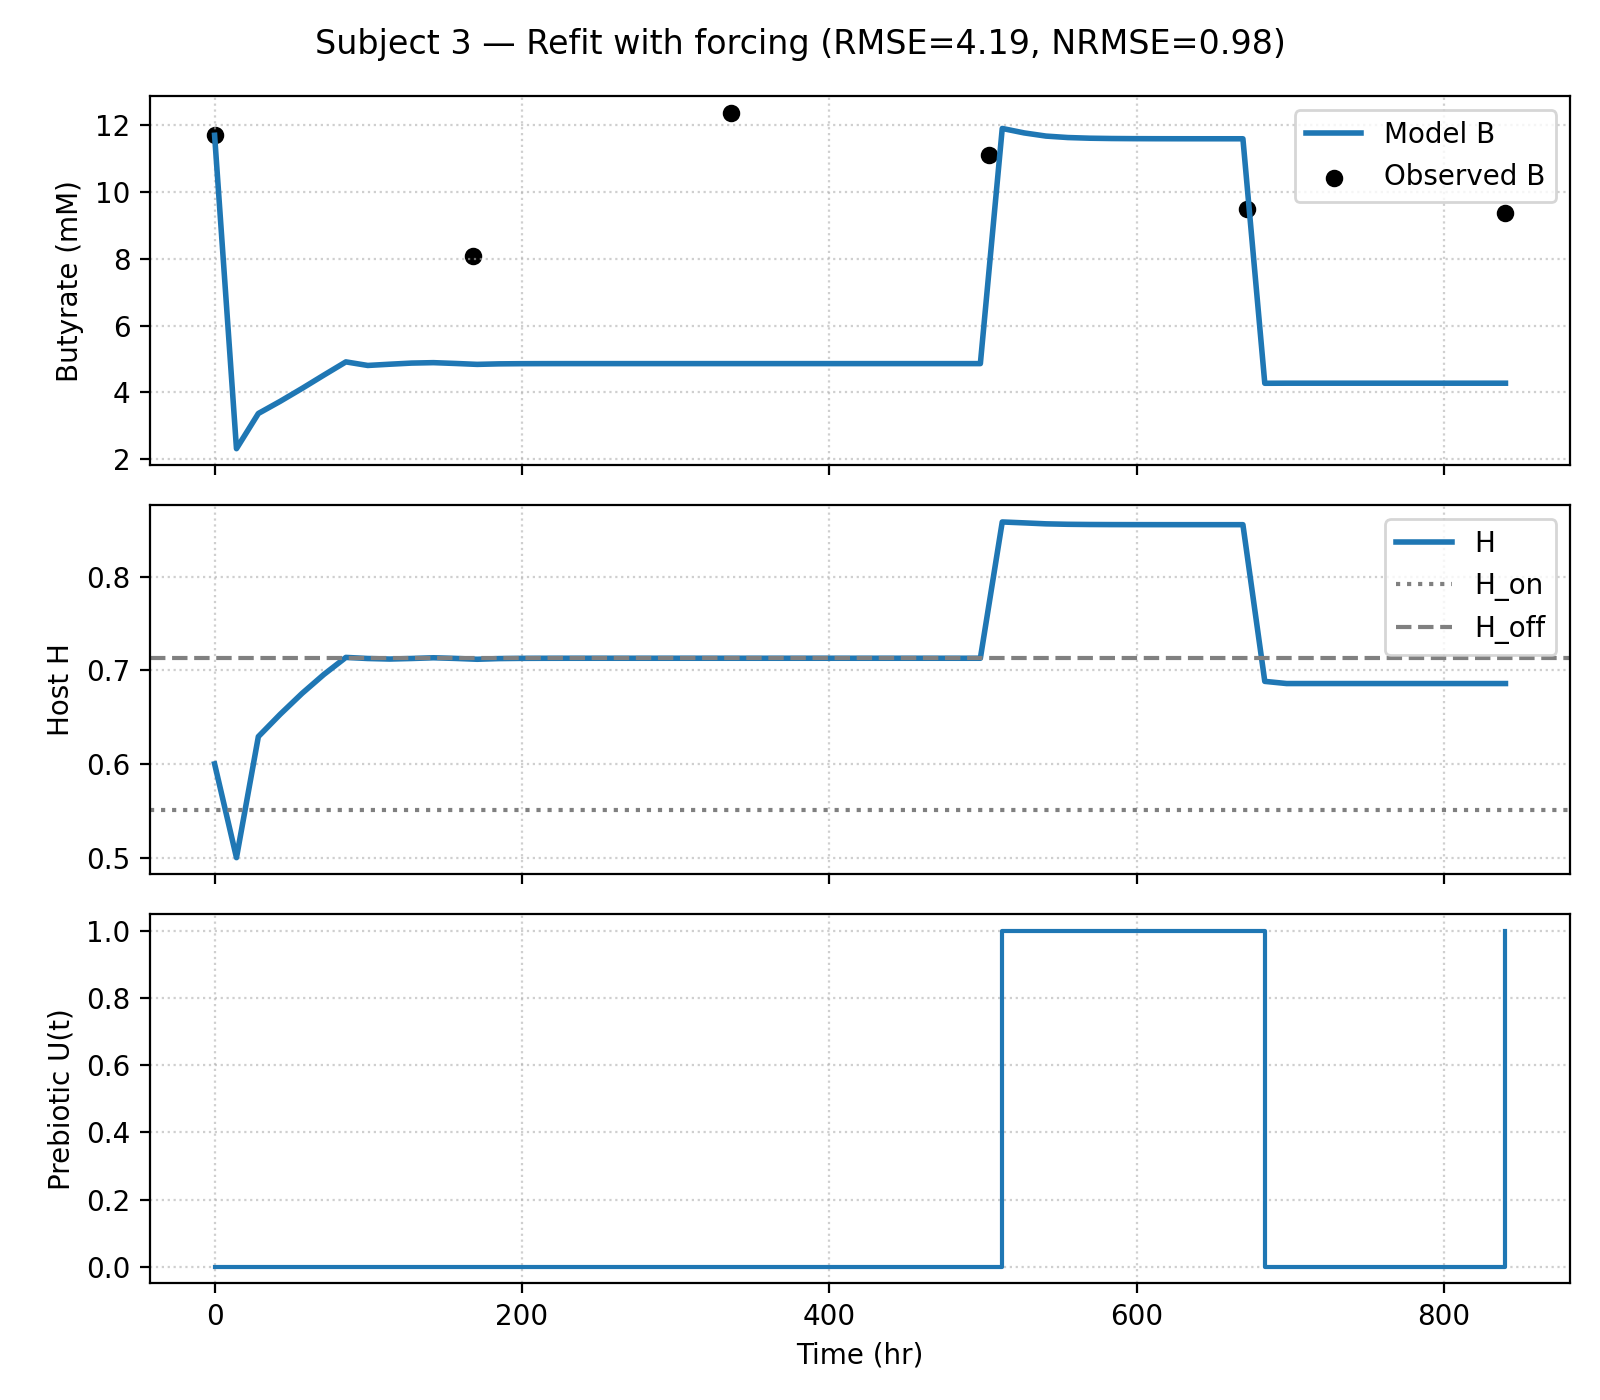 Subject 3 — Refit with forcing (RMSE=4.19, NRMSE=0.98)
Butyrate (mM)
12
10
8
6
4
2
Model B
Observed B
Host H
0.8
0.7
0.6
0.5
H
H_on
H_off
Prebiotic U(t)
1.0
0.8
0.6
0.4
0.2
0.0
0 200 400 600 800
Time (hr)